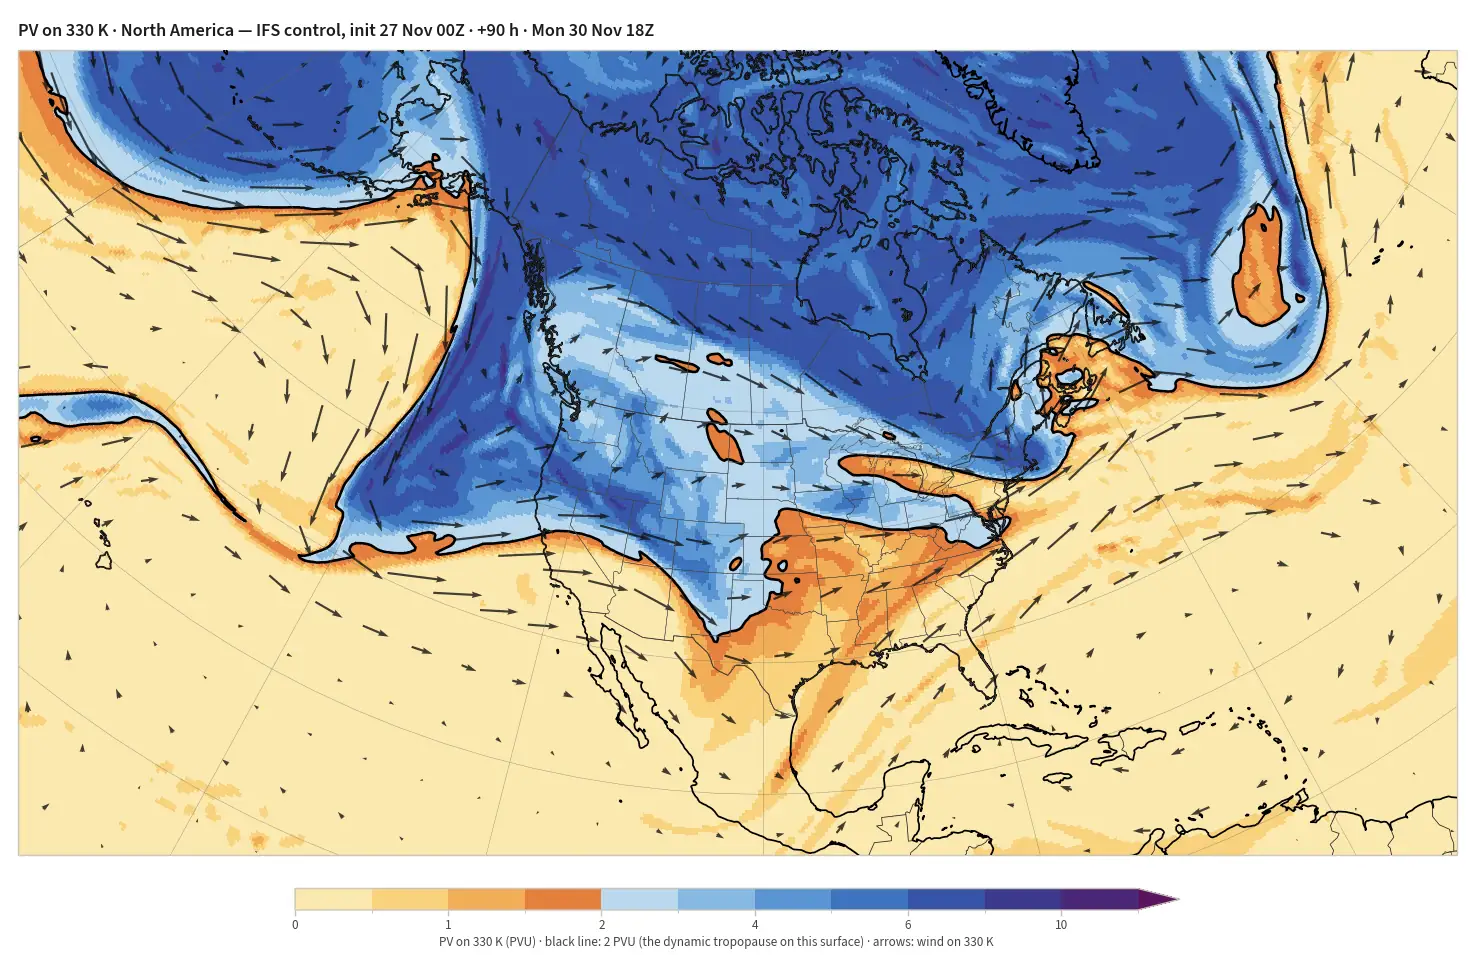 PV on 330 K · North America — IFS control, init 27 Nov 00Z · +90 h · Mon 30 Nov 18Z
0 1 2 4 6 10
PV on 330 K (PVU) · black line: 2 PVU (the dynamic tropopause on this surface) · arrows: wind on 330 K